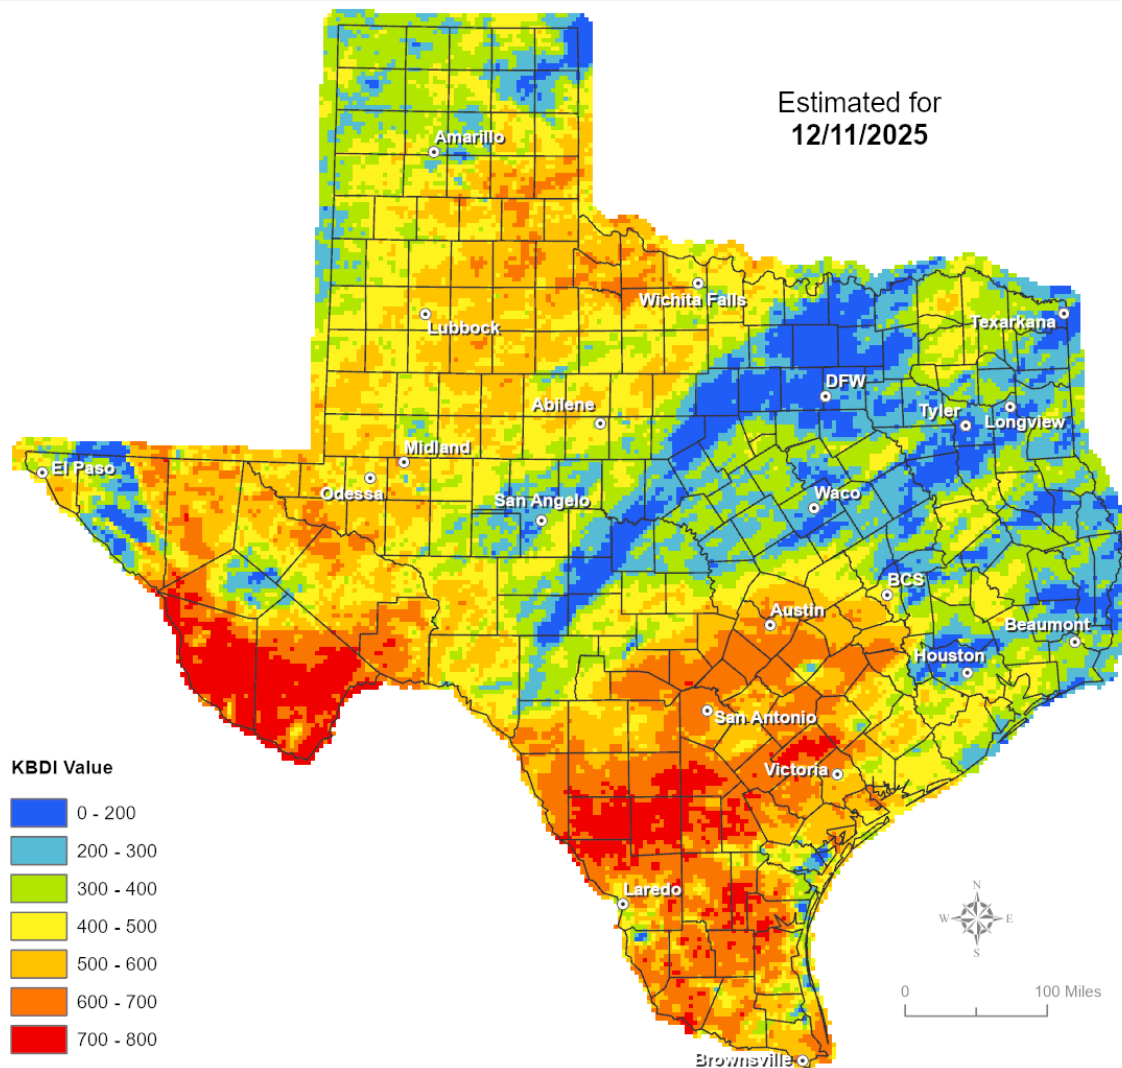 Estimated for
12/11/2025
Amarillo
Wichita Falls
Lubbock
Texarkana
DFW
Abilene
Tyler
Longview
Midland
El Paso
Odessa
San Angelo
Waco
BCS
Austin
Beaumont
Houston
San Antonio
Victoria
KBDI Value
0 - 200
200 - 300
300 - 400
400 - 500
500 - 600
600 - 700
700 - 800
Laredo
N
W E
S
0 100 Miles
Brownsville